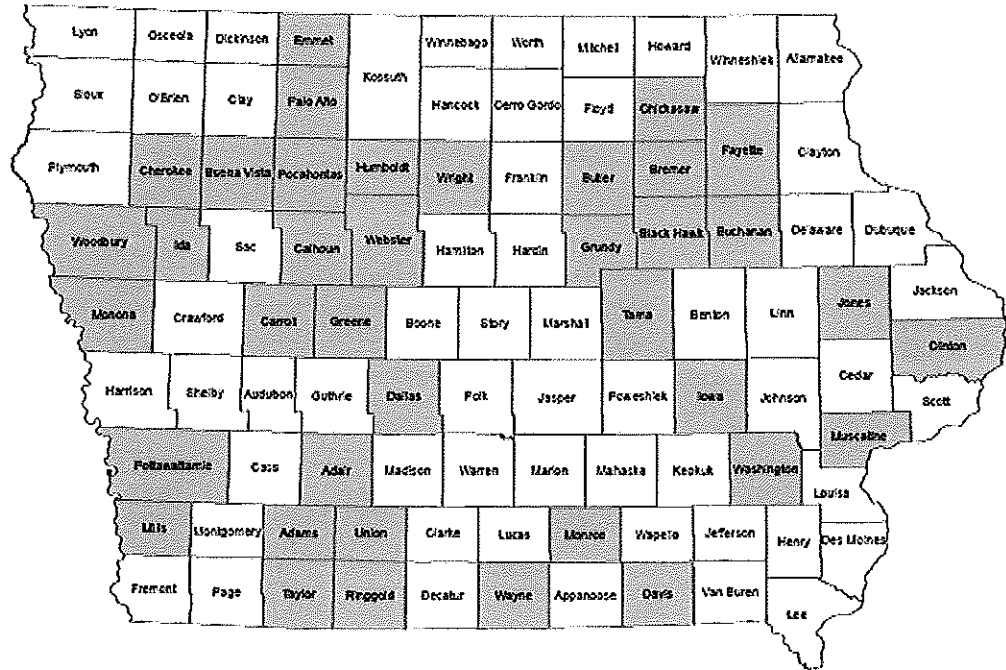 Lyon Osceola Dickinson Emmet Winnebago Worth Mitchell Howard Winneshiek Allamakee
Kossuth
Sioux O'Brien Clay Palo Alto Hancock Cerro Gordo Floyd Chickasaw
Plymouth Cherokee Buena Vista Pocahontas Humboldt Wright Franklin Butler Bremer Fayette Clayton
Woodbury Ida Sac Calhoun Webster Hamilton Hardin Grundy Black Hawk Buchanan Delaware Dubuque
Monona Crawford Carroll Greene Boone Story Marshall Tama Benton Linn Jones Jackson
Clinton
Harrison Shelby Audubon Guthrie Dallas Polk Jasper Poweshiek Iowa Johnson Cedar Scott
Muscatine
Pottawattamie Cass Adair Madison Warren Marion Mahaska Keokuk Washington
Louisa
Mills Montgomery Adams Union Clarke Lucas Monroe Wapello Jefferson Henry Des Moines
Fremont Page Taylor Ringgold Decatur Wayne Appanoose Davis Van Buren
Lee